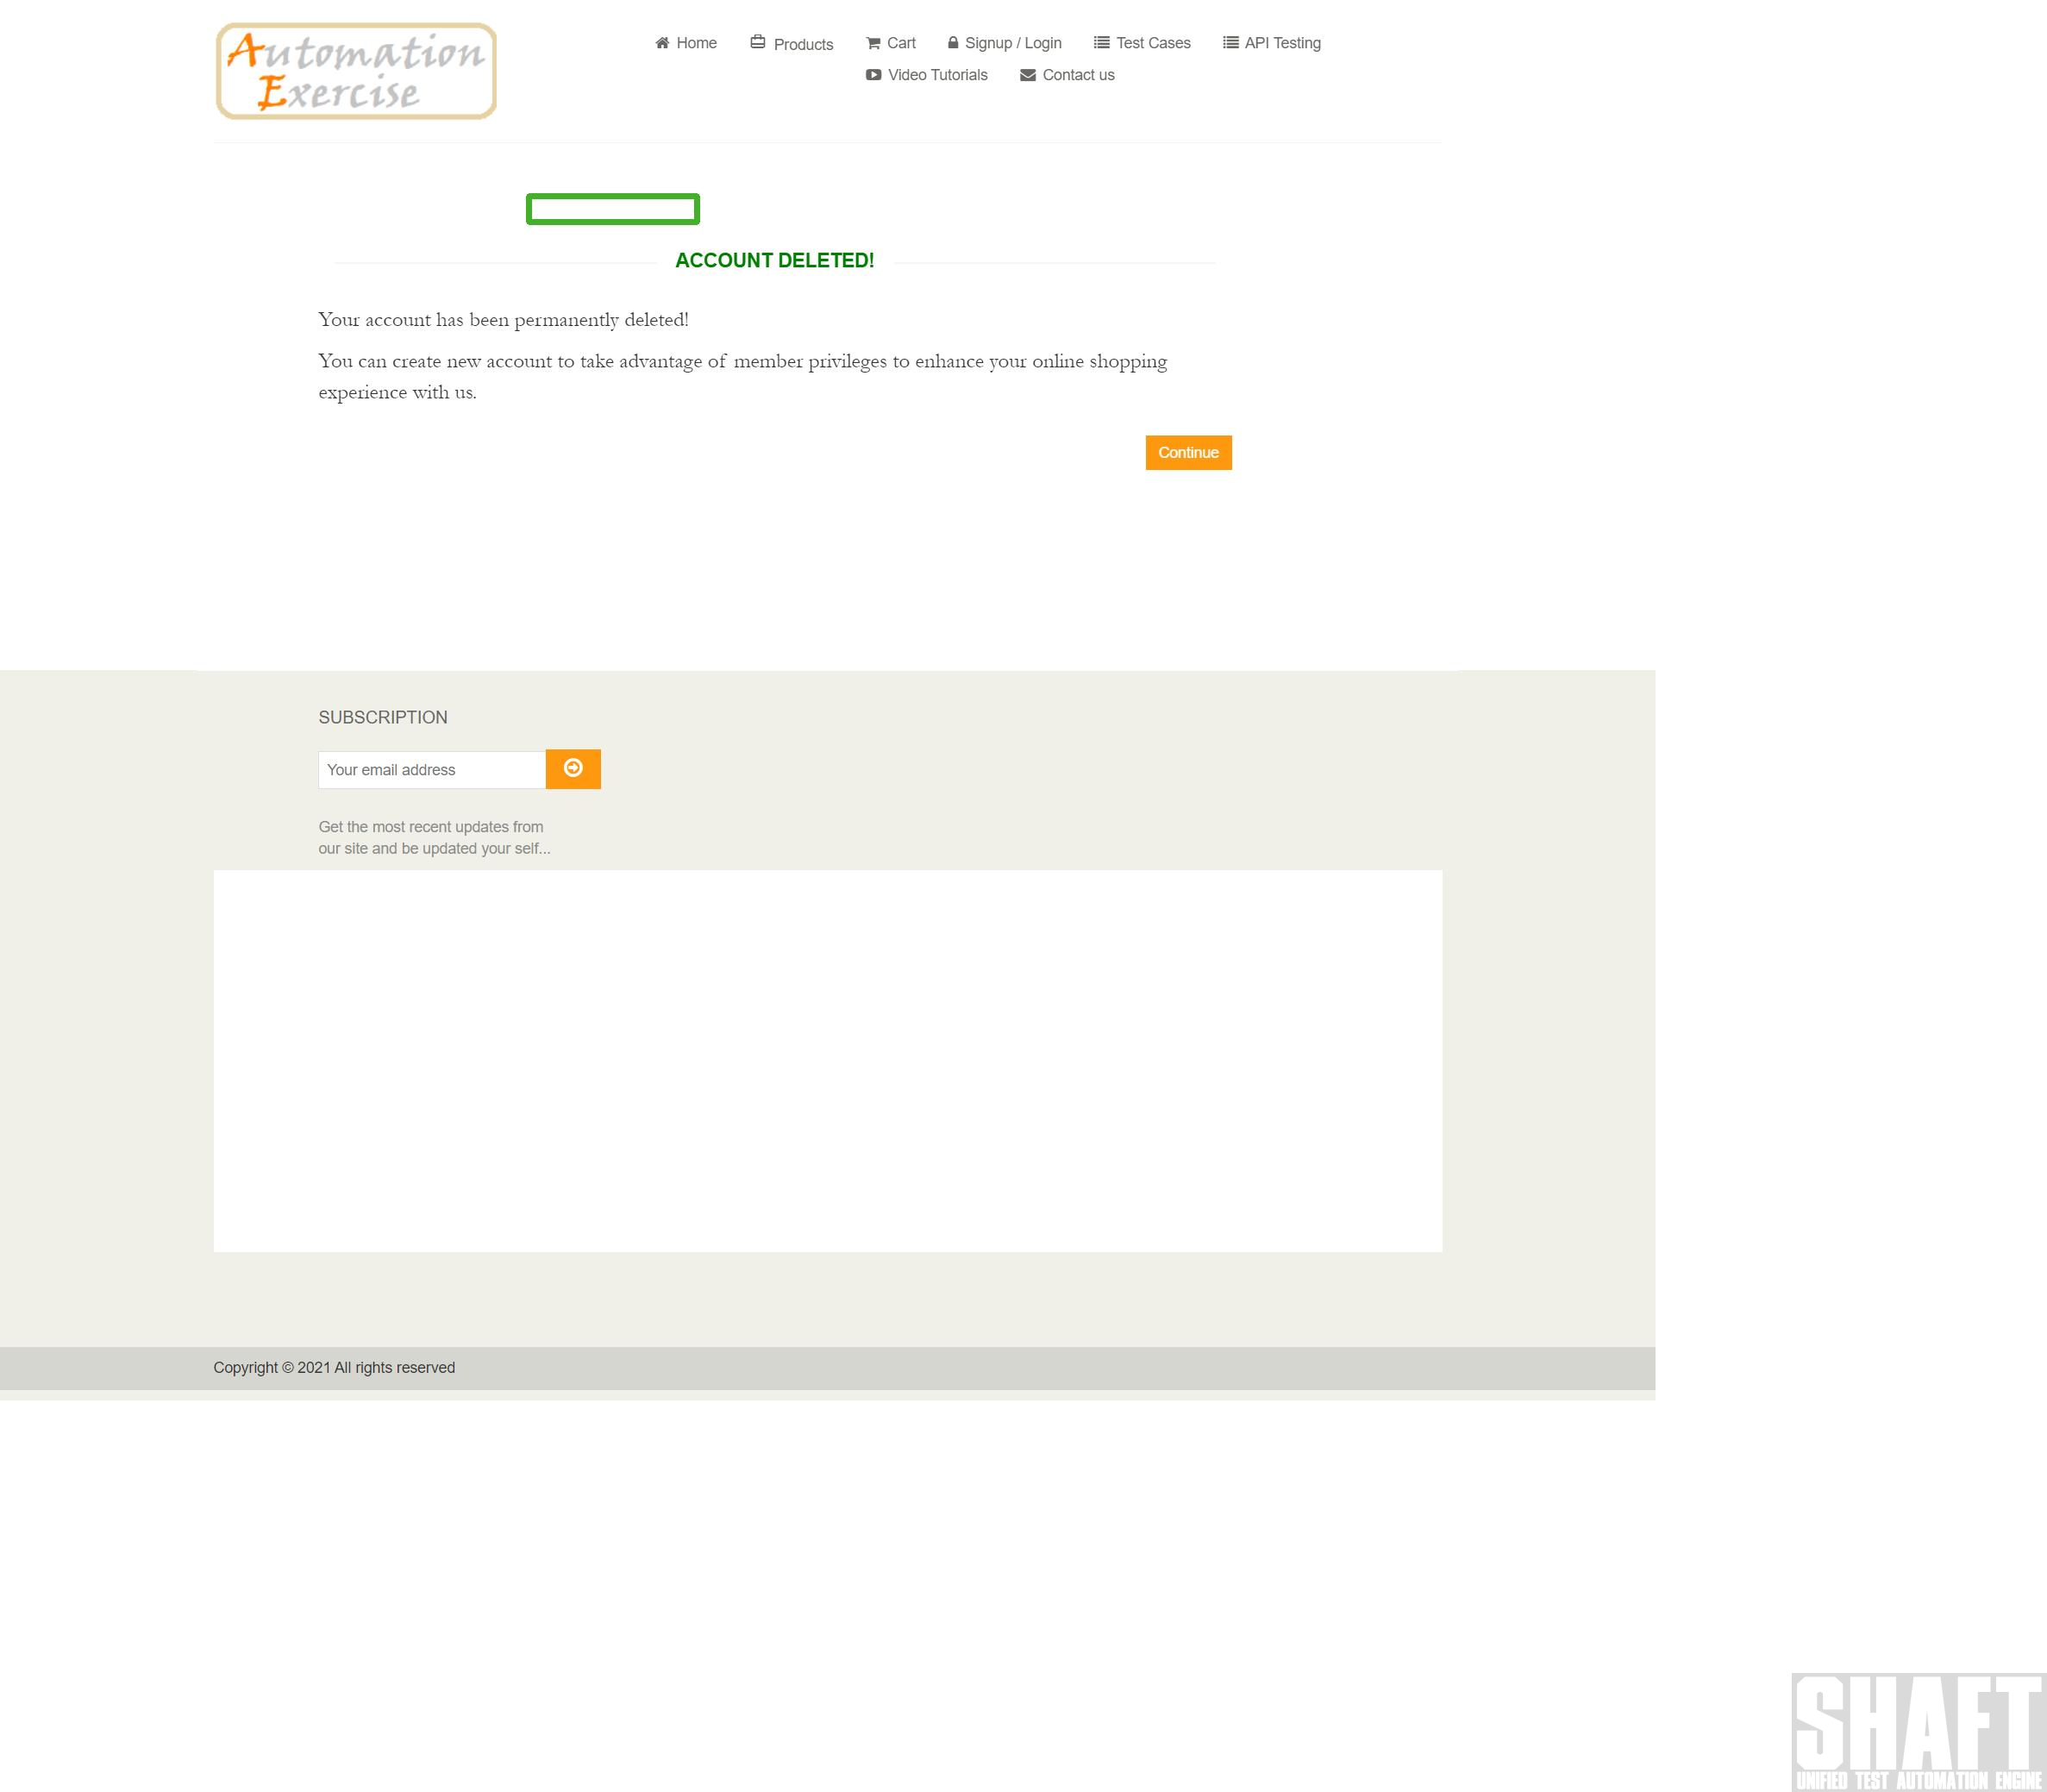 Automation
Exercise
Home
Products
Cart
Signup / Login
Test Cases
API Testing
Video Tutorials
Contact us
ACCOUNT DELETED!
Your account has been permanently deleted!
You can create new account to take advantage of member privileges to enhance your online shopping
experience with us.
Continue
SUBSCRIPTION
Your email address
Get the most recent updates from
our site and be updated your self...
Copyright © 2021 All rights reserved
SHAFT
UNIFIED TEST AUTOMATION ENGINE